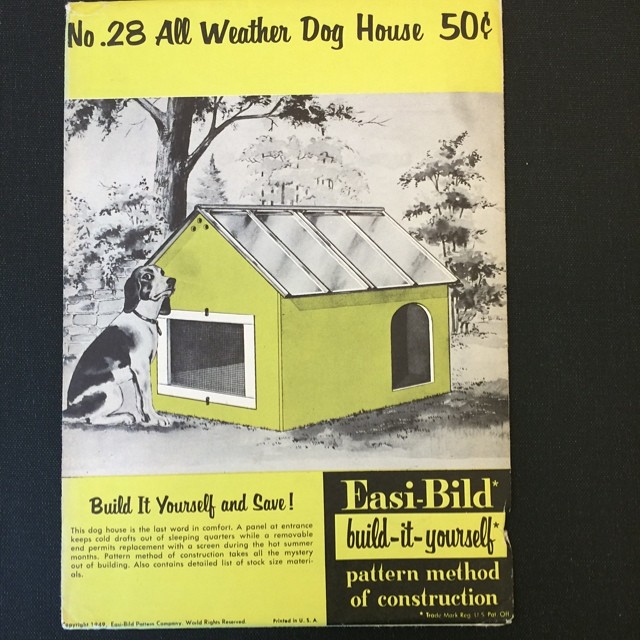 No.28 All Weather Dog House 50¢
Build It Yourself and Save!
This dog house is the last word in comfort. A panel at entrance
keeps cold drafts out of sleeping quarters while a removable
end permits replacement with a screen during the hot summer
months. Pattern method of construction takes all the mystery
out of building. Also contains detailed list of stock size materi-
als.
Easi-Bild*
build-it-yourself*
pattern method
of construction
* Trade Mark Reg. U.S. Pat. Off.
Copyright 1949, Easi-Bild Pattern Company. World Rights Reserved.
Printed in U. S. A.